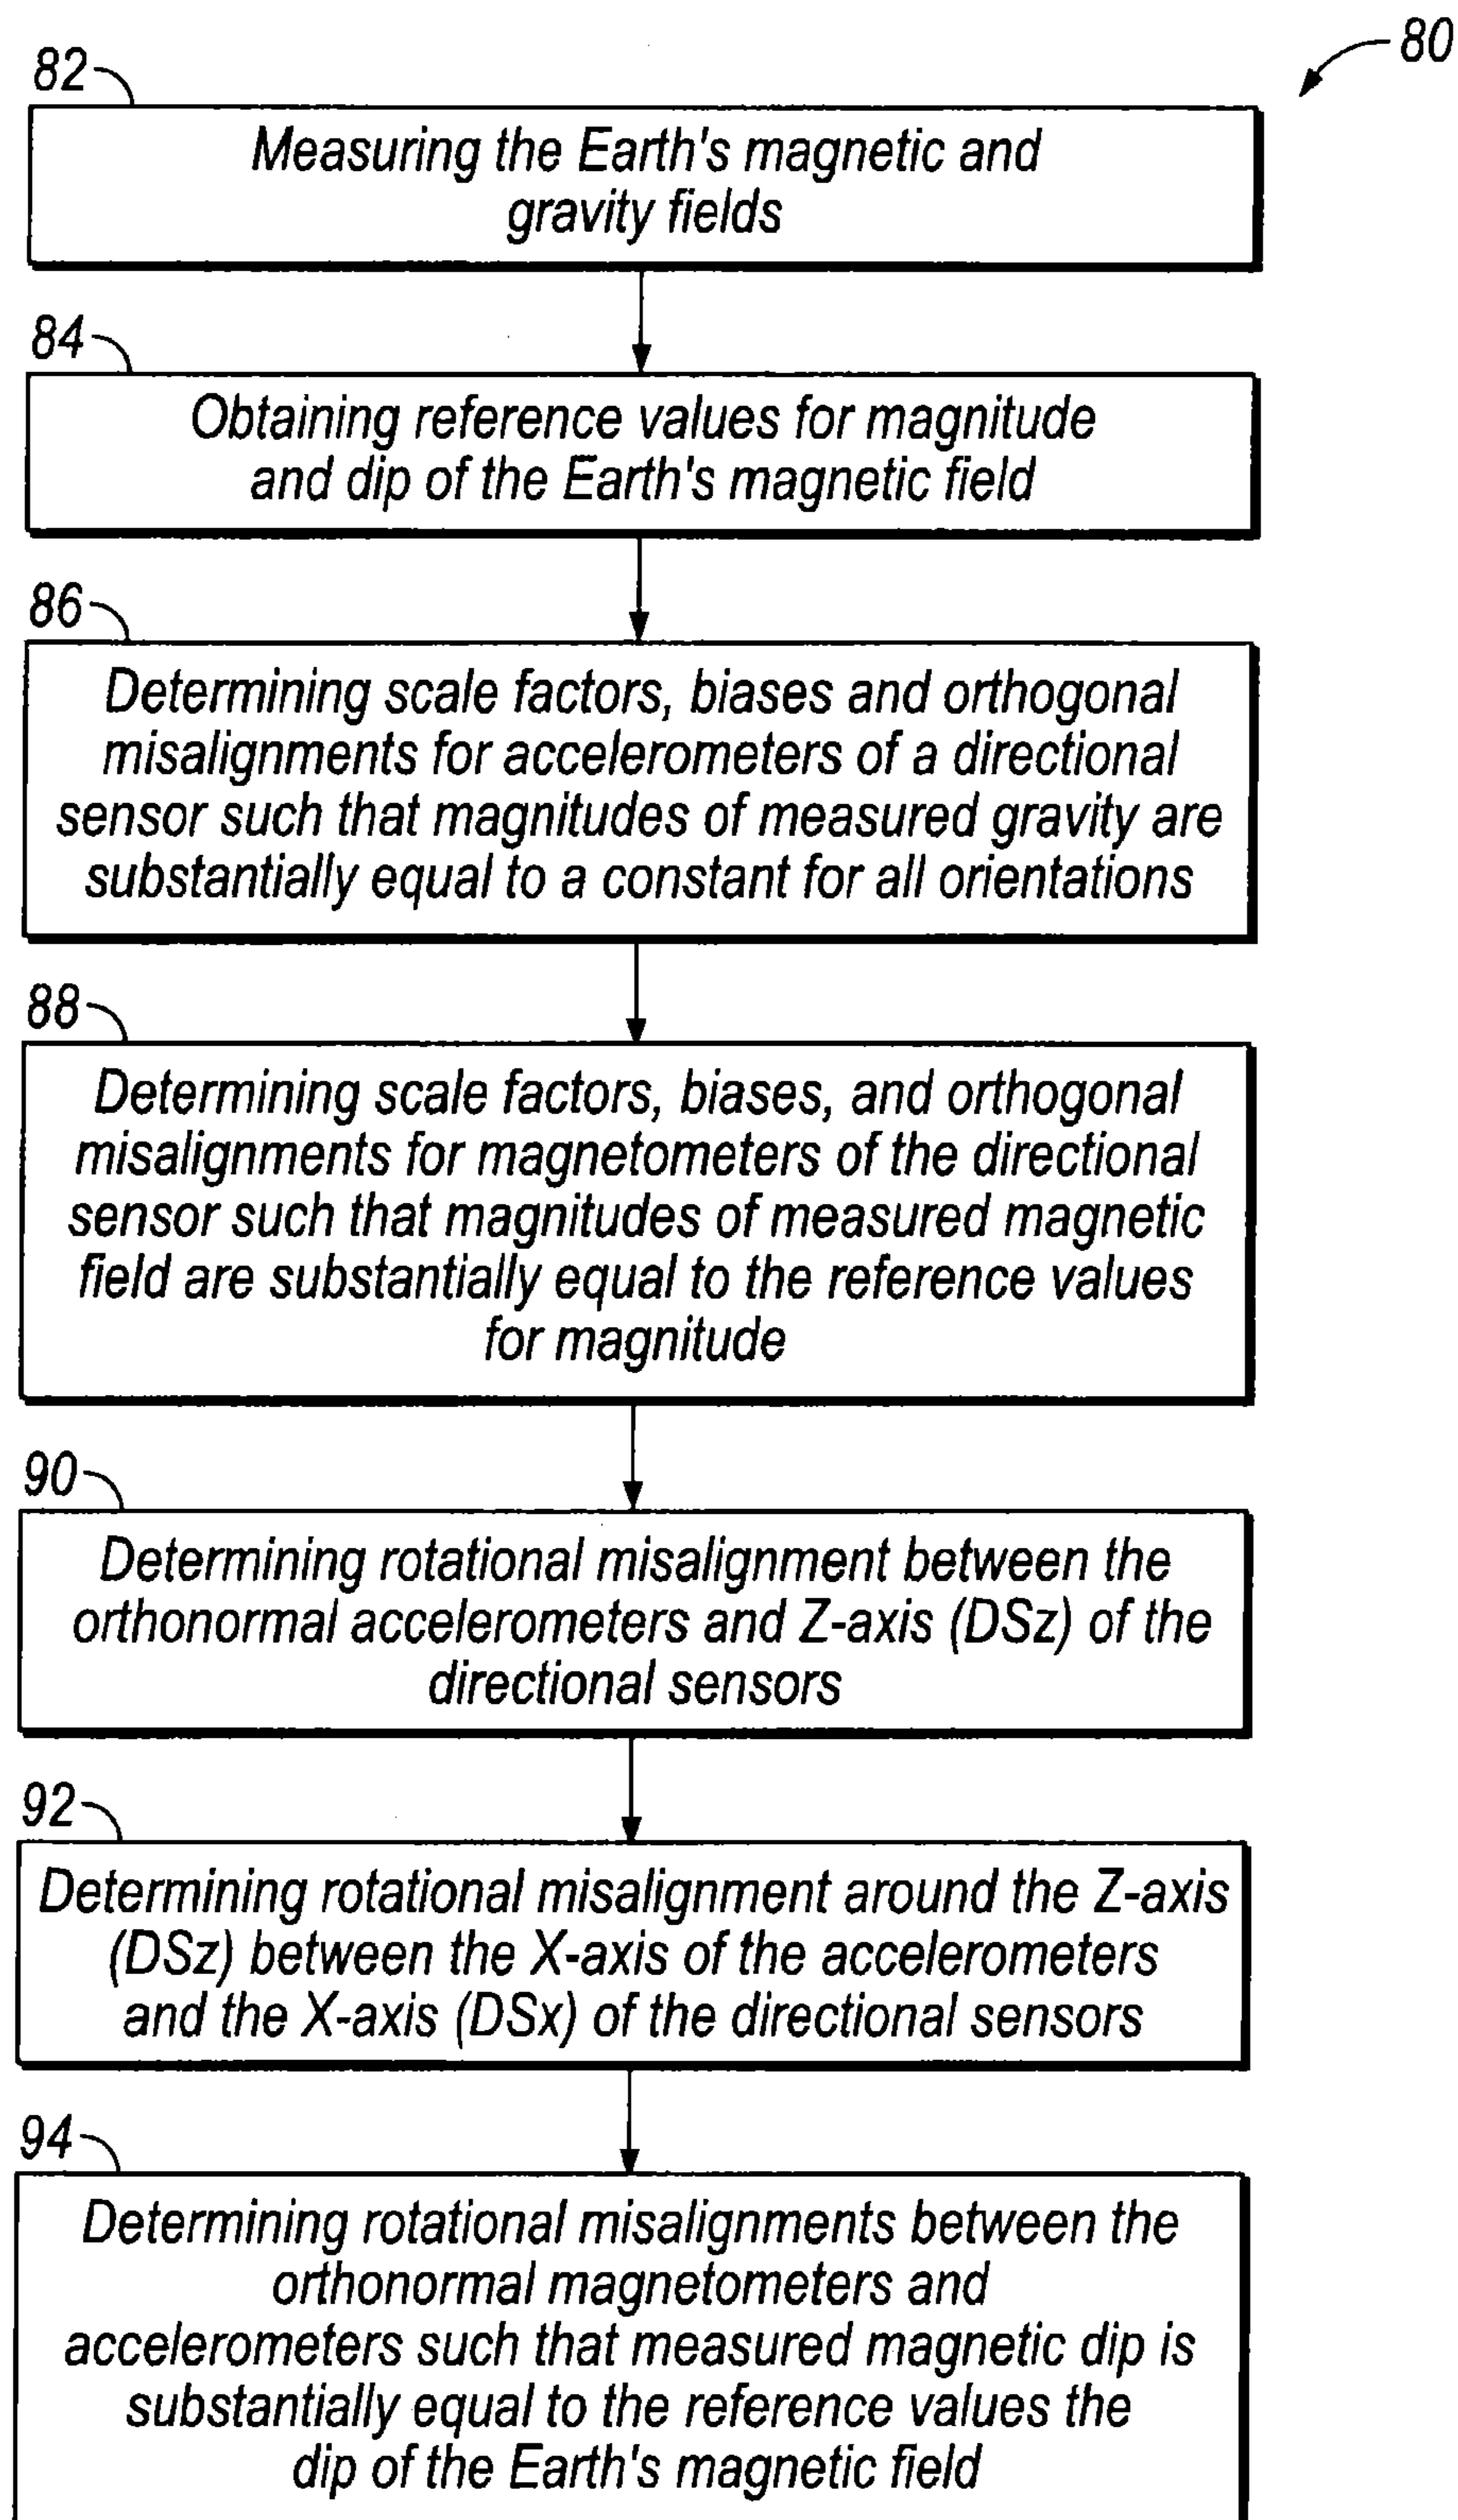 80
82
Measuring the Earth's magnetic and
gravity fields
84
Obtaining reference values for magnitude
and dip of the Earth's magnetic field
86
Determining scale factors, biases and orthogonal
misalignments for accelerometers of a directional
sensor such that magnitudes of measured gravity are
substantially equal to a constant for all orientations
88
Determining scale factors, biases, and orthogonal
misalignments for magnetometers of the directional
sensor such that magnitudes of measured magnetic
field are substantially equal to the reference values
for magnitude
90
Determining rotational misalignment between the
orthonormal accelerometers and Z-axis (DSz) of the
directional sensors
92
Determining rotational misalignment around the Z-axis
(DSz) between the X-axis of the accelerometers
and the X-axis (DSx) of the directional sensors
94
Determining rotational misalignments between the
orthonormal magnetometers and
accelerometers such that measured magnetic dip is
substantially equal to the reference values the
dip of the Earth's magnetic field